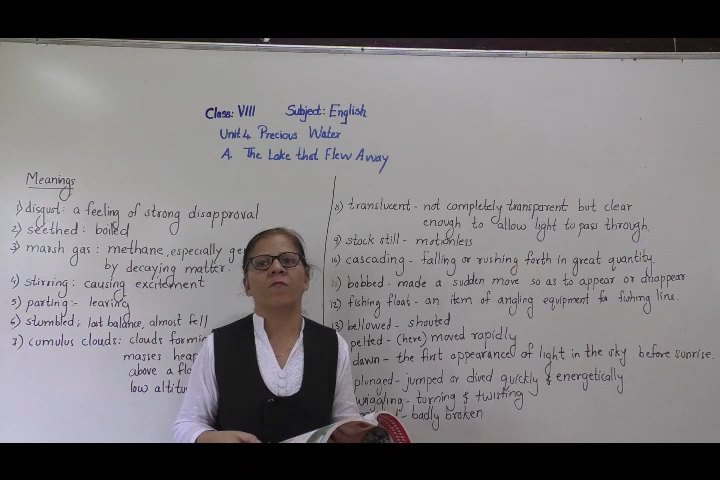 Class: VIII Subject: English
Unit 4 Precious Water
A. The Lake that Flew Away
Meanings
1) disgust: a feeling of strong disapproval
2) seethed: boiled
3) marsh gas: methane, especially ge
by decaying matter.
4) stirring: causing excitement
5) parting:- leaving
6) stumbled: lost balance, almost fell
7) cumulus clouds: clouds formin
masses heap
above a fl
low altitu
8) translucent - not completely transparent but clear
enough to allow light to pass through.
9) stock still - motionless
10) cascading - falling or rushing forth in great quantity.
11) bobbed - made a sudden move so as to appear or disappear
12) fishing float - an item of angling equipment for fishing line.
13) bellowed - shouted
pelted - (here) moved rapidly
dawn - the first appearance of light in the sky before sunrise.
plunged - jumped or dived quickly & energetically
wiggling - turning & twisting
- badly broken